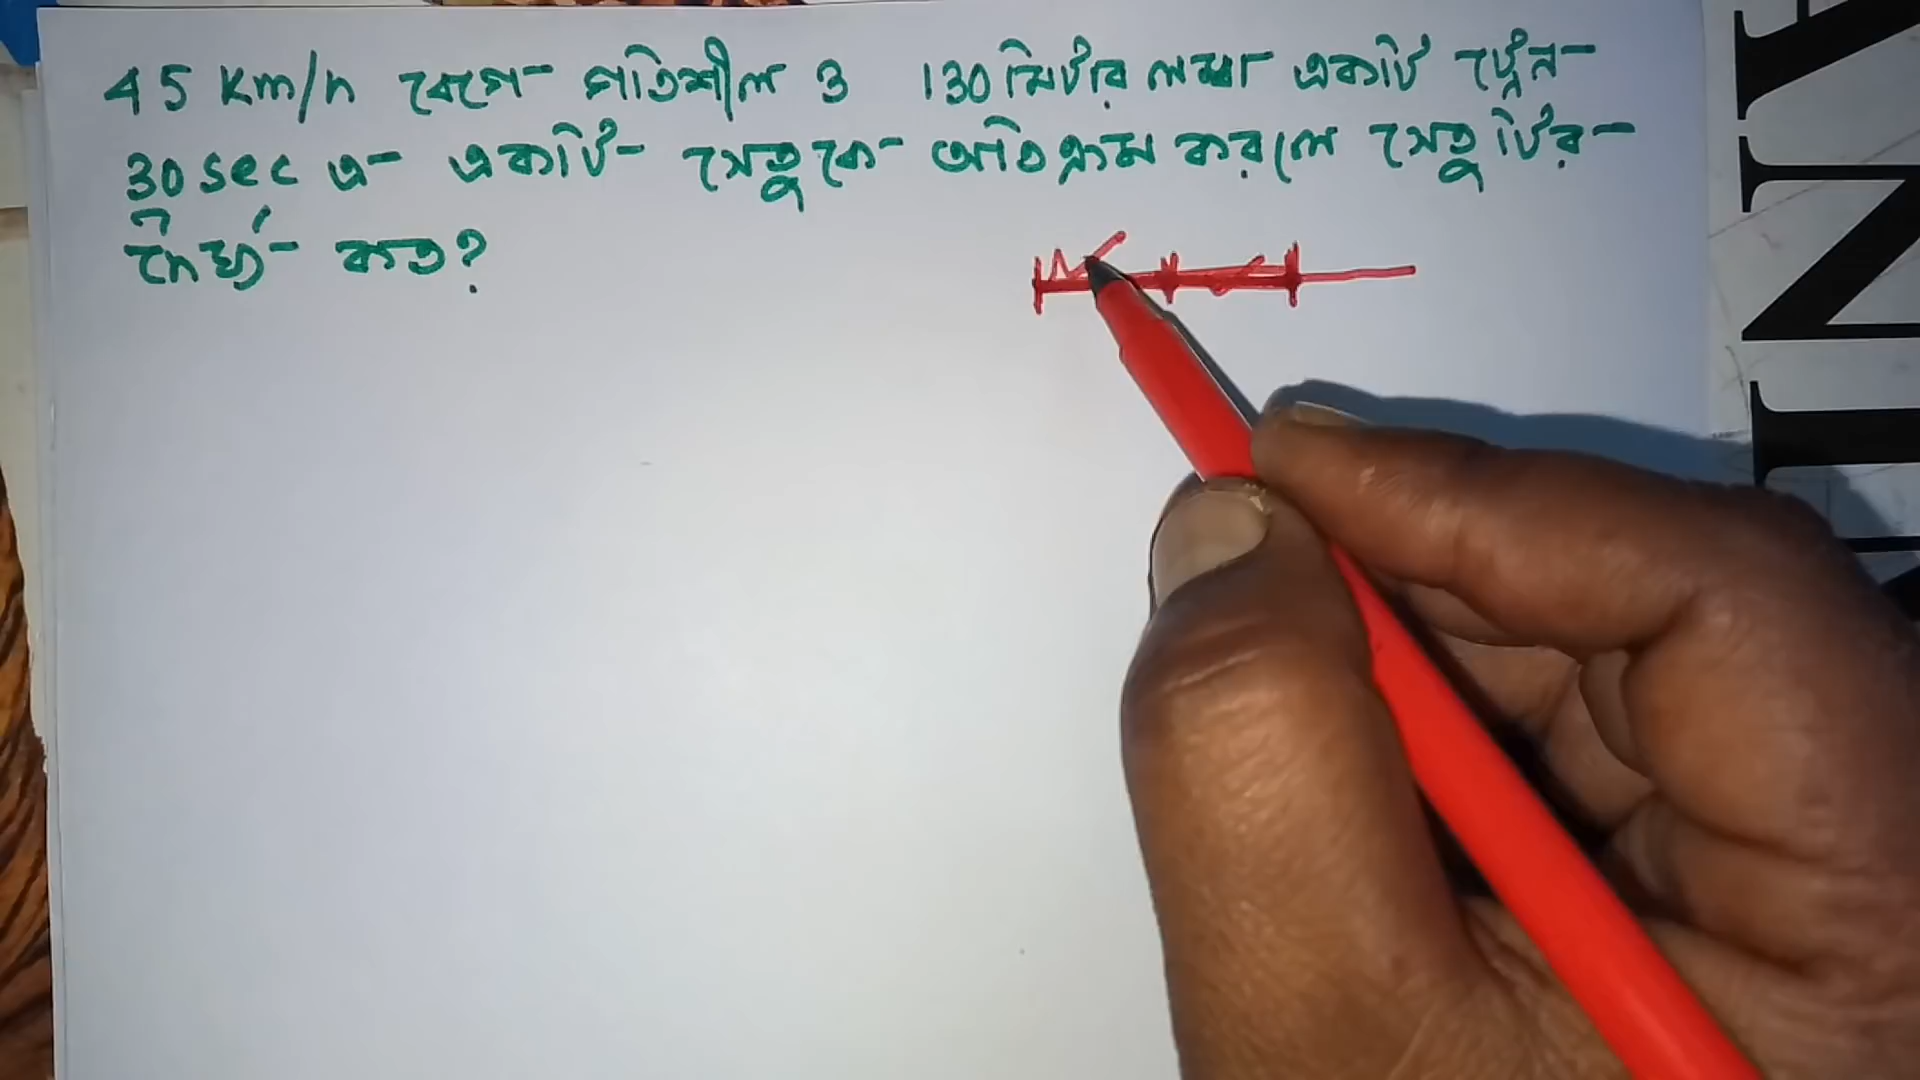 45 Km/h বেগে গতিশীল ও 130 মিটার লম্বা একটি ট্রেন
30 sec এ একটি সেতুকে অতিক্রম করলে সেতুটির
দৈর্ঘ্য কত?